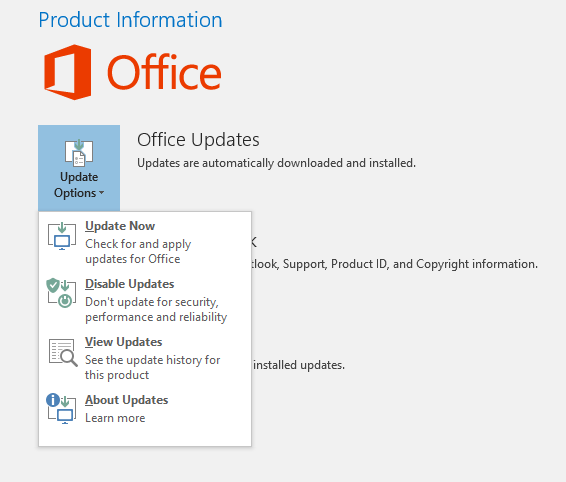 Product Information
Office
Office Updates
Updates are automatically downloaded and installed.
Update
Options
Update Now
Check for and apply
updates for Office
Disable Updates
Don't update for security,
performance and reliability
View Updates
See the update history for
this product
About Updates
Learn more
K
tlook, Support, Product ID, and Copyright information.
installed updates.